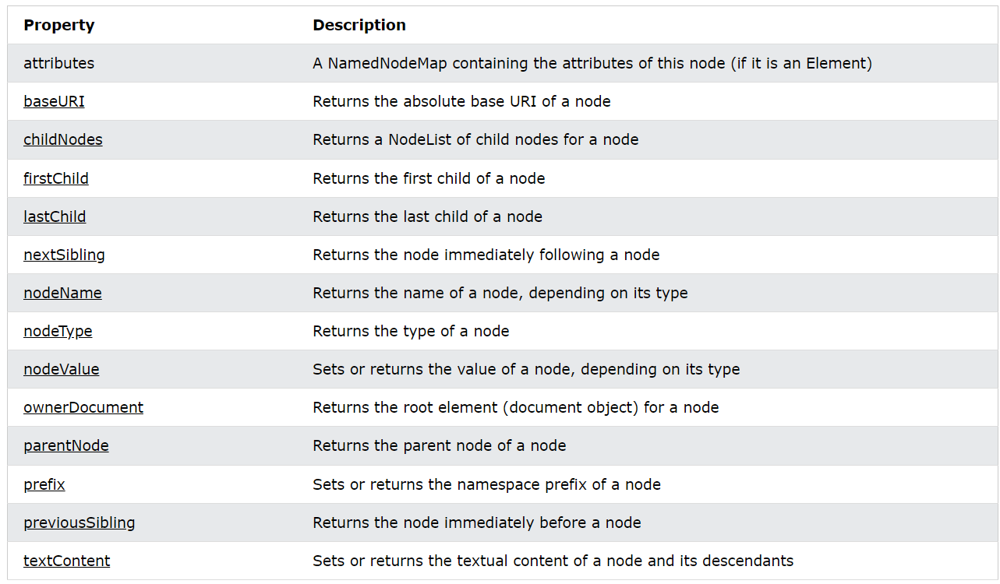 Property Description
attributes A NamedNodeMap containing the attributes of this node (if it is an Element)
baseURI Returns the absolute base URI of a node
childNodes Returns a NodeList of child nodes for a node
firstChild Returns the first child of a node
lastChild Returns the last child of a node
nextSibling Returns the node immediately following a node
nodeName Returns the name of a node, depending on its type
nodeType Returns the type of a node
nodeValue Sets or returns the value of a node, depending on its type
ownerDocument Returns the root element (document object) for a node
parentNode Returns the parent node of a node
prefix Sets or returns the namespace prefix of a node
previousSibling Returns the node immediately before a node
textContent Sets or returns the textual content of a node and its descendants